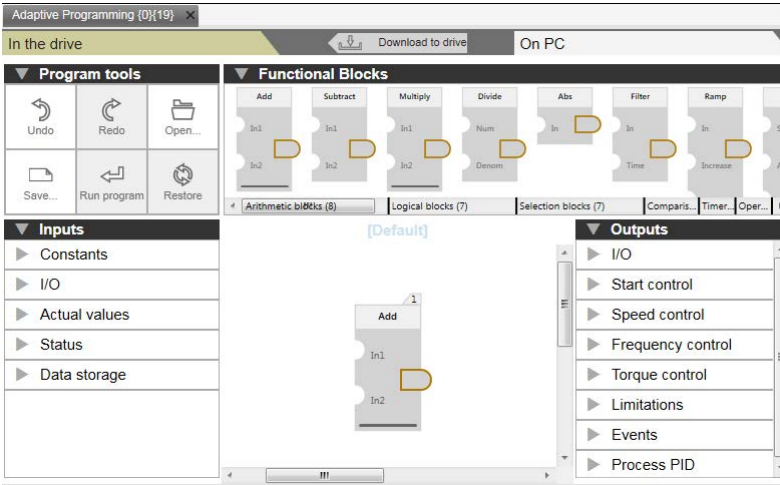 Adaptive Programming {0}{19} ×
In the drive
Download to drive
On PC
Program tools
Undo
Redo
Open...
Save...
Run program
Restore
Functional Blocks
Add
In1
In2
Subtract
In1
In2
Multiply
In1
In2
Divide
Num
Denom
Abs
In
Filter
In
Time
Ramp
In
Increase
Arithmetic blocks (8)
Logical blocks (7)
Selection blocks (7)
Comparis...
Timer...
Oper...
Inputs
Constants
I/O
Actual values
Status
Data storage
[Default]
1
Add
In1
In2
Outputs
I/O
Start control
Speed control
Frequency control
Torque control
Limitations
Events
Process PID